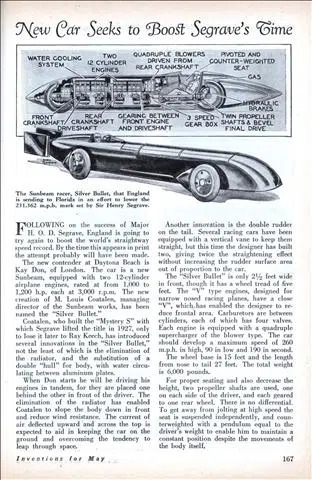 New Car Seeks to Boost Segrave's Time
WATER COOLING
SYSTEM
TWO
12 CYLINDER
ENGINES
QUADRUPLE BLOWERS
DRIVEN FROM
REAR CRANKSHAFT
PIVOTED AND
COUNTER-WEIGHTED
SEAT
GAS
HYDRAULIC
BRAKES
FRONT
CRANKSHAFT/
DRIVESHAFT
REAR
CRANKSHAFT
GEARING BETWEEN
FRONT ENGINE
AND DRIVESHAFT
3 SPEED
GEAR BOX
TWIN PROPELLER
SHAFTS & BEVEL
FINAL DRIVE
The Sunbeam racer, Silver Bullet, that England
is sending to Florida in an effort to lower the
231.362 m.p.h. mark set by Sir Henry Segrave.
FOLLOWING on the success of Major
H. O. D. Segrave, England is going to
try again to boost the world's straightway
speed record. By the time this appears in print
the attempt probably will have been made.
The new contender at Daytona Beach is
Kay Don, of London. The car is a new
Sunbeam, equipped with two 12-cylinder
airplane engines, rated at from 1,000 to
1,200 h.p. each at 3,000 r.p.m. The new
creation of M. Louis Coatalen, managing
director of the Sunbeam works, has been
named the "Silver Bullet."
Coatalen, who built the "Mystery S" with
which Segrave lifted the title in 1927, only
to lose it later to Ray Keech, has introduced
several innovations in the "Silver Bullet,"
not the least of which is the elimination of
the radiator, and the substitution of a
double "hull" for body, with water circu-
lating between aluminum plates.
When Don starts he will be driving his
engines in tandem, for they are placed one
behind the other in front of the driver. The
elimination of the radiator has enabled
Coatalen to slope the body down in front
and reduce wind resistance. The current of
air deflected upward and across the top is
expected to aid in keeping the car on the
ground and overcoming the tendency to
leap through space.
Another innovation is the double rudder
on the tail. Several racing cars have been
equipped with a vertical vane to keep them
straight, but this time the designer has built
two, giving twice the straightening effort
without increasing the rudder surface area
out of proportion to the car.
The "Silver Bullet" is only 2½ feet wide
in front, though it has a wheel tread of five
feet. The "V" type engines, designed for
narrow nosed racing planes, have a close
"V", which has enabled the designer to re-
duce frontal area. Carburetors are between
cylinders, each of which has four valves.
Each engine is equipped with a quadruple
supercharger of the blower type. The car
should develop a maximum speed of 260
m.p.h. in high, 90 in low and 190 in second.
The wheel base is 15 feet and the length
from nose to tail 27 feet. The total weight
is 6,000 pounds.
For proper seating and also decrease the
height, two propeller shafts are used, one
on each side of the driver, and each geared
to one rear wheel. There is no differential.
To get away from jolting at high speed the
seat is suspended independently, and coun-
terweighted with a pendulum equal to the
driver's weight to enable him to maintain a
constant position despite the movements of
the body itself.
Inventions for May
167